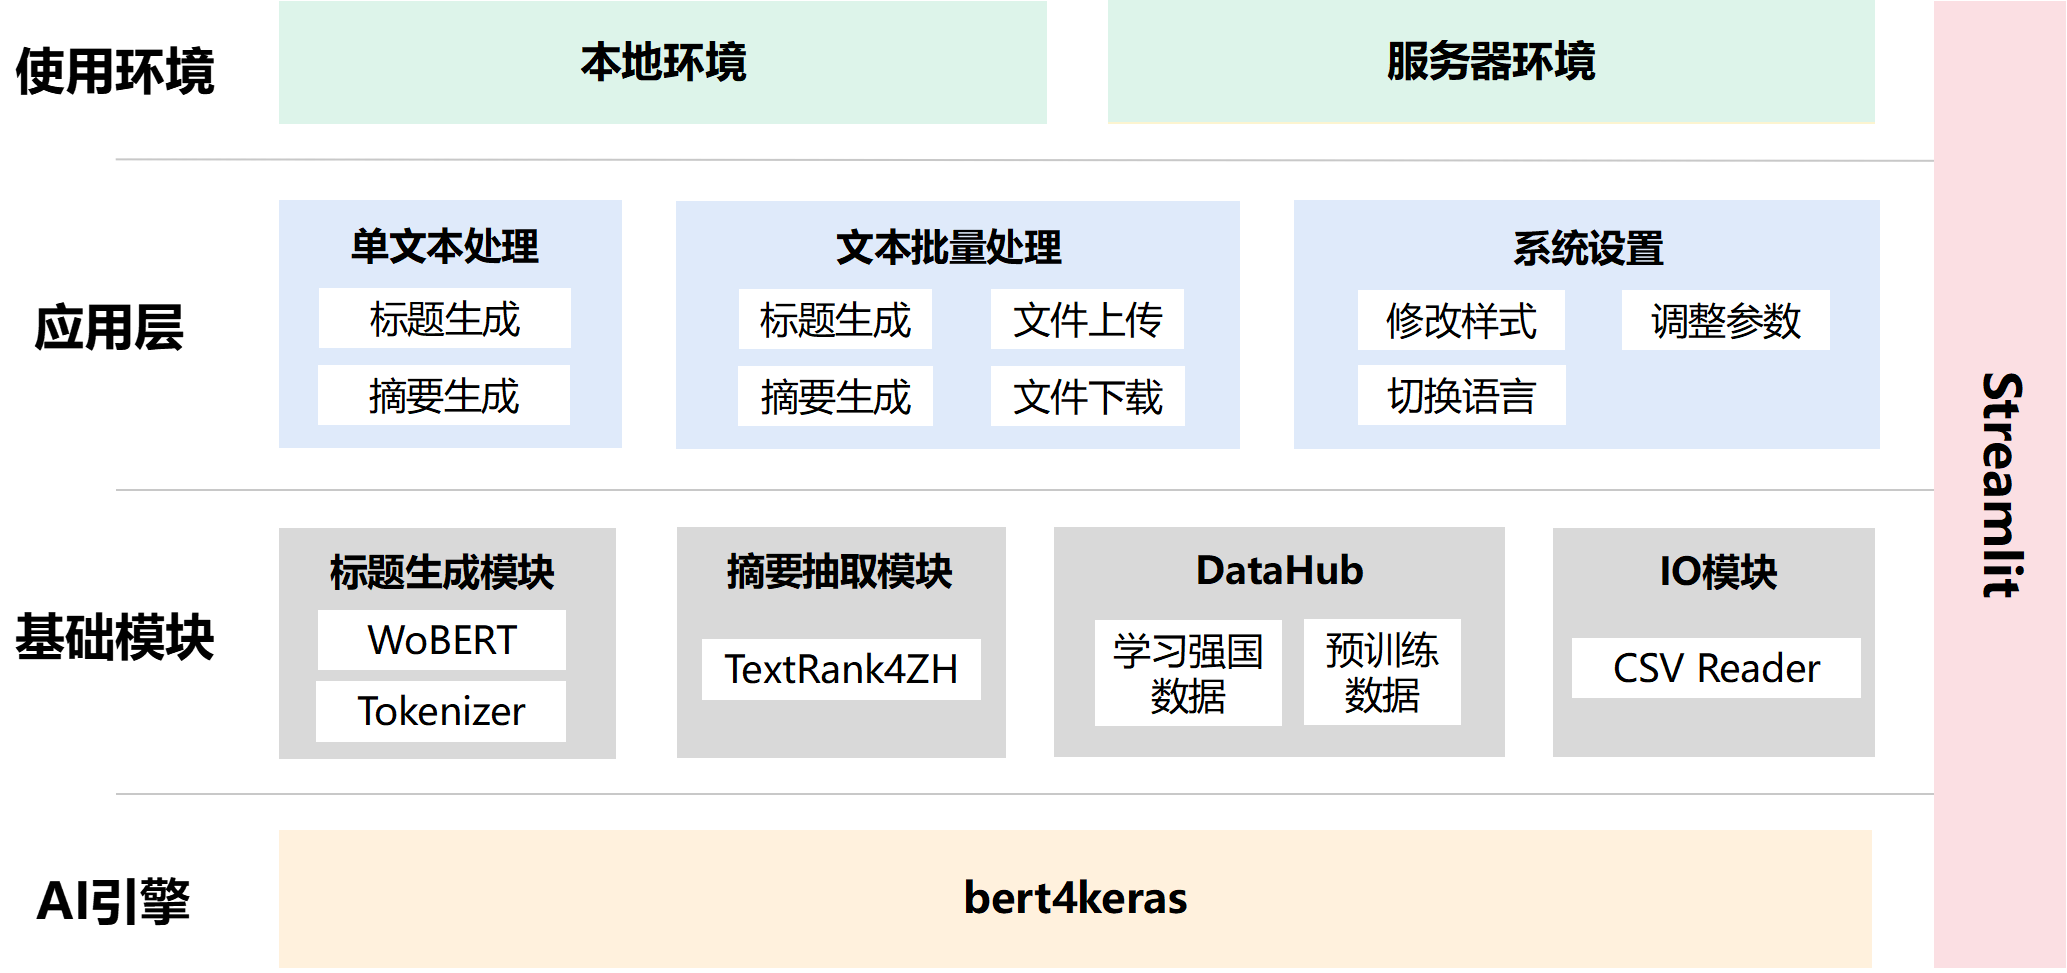 使用环境
本地环境
服务器环境
应用层
单文本处理
标题生成
摘要生成
文本批量处理
标题生成
文件上传
摘要生成
文件下载
系统设置
修改样式
调整参数
切换语言
基础模块
标题生成模块
WoBERT
Tokenizer
摘要抽取模块
TextRank4ZH
DataHub
学习强国
数据
预训练
数据
IO模块
CSV Reader
AI引擎
bert4keras
Streamlit